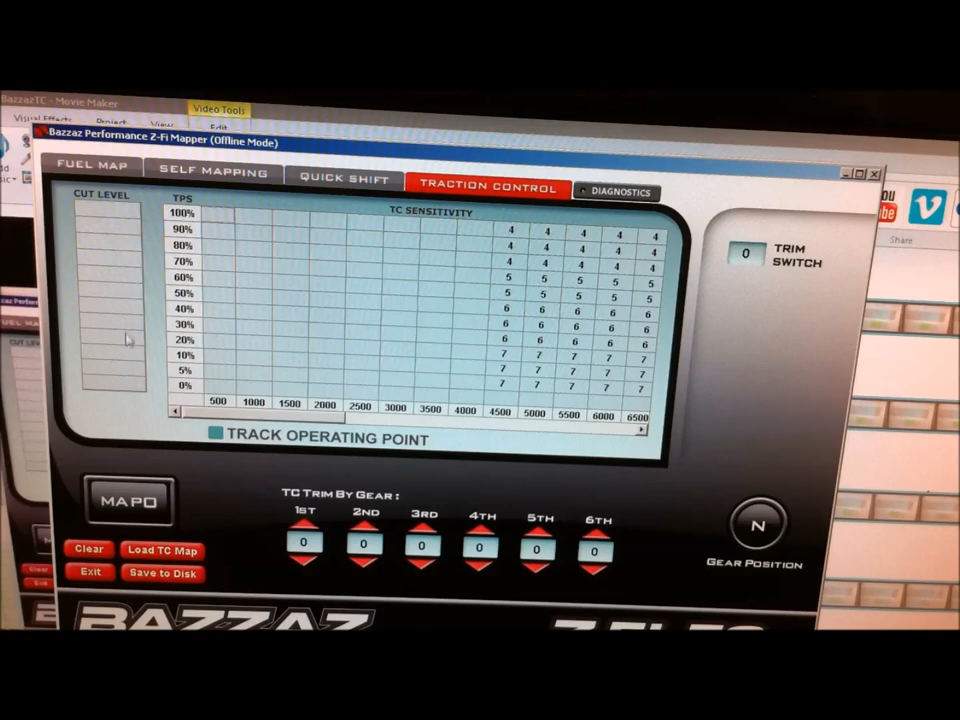 BazzazTC - Movie Maker
Video Tools
Visual Effects Project View Edit
Bazzaz Performance Z-Fi Mapper (Offline Mode)
FUEL MAP SELF MAPPING QUICK SHIFT TRACTION CONTROL DIAGNOSTICS
CUT LEVEL TPS TC SENSITIVITY
100%
90% 4 4 4 4 4
80% 4 4 4 4 4
70% 4 4 4 4 4
60% 5 5 5 5 5
50% 5 5 5 5 5
40% 6 6 6 6 6
30% 6 6 6 6 6
20% 6 6 6 6 6
10% 7 7 7 7 7
5% 7 7 7 7 7
0% 7 7 7 7 7
500 1000 1500 2000 2500 3000 3500 4000 4500 5000 5500 6000 6500
TRACK OPERATING POINT
0 TRIM
SWITCH
Share
MAP0
TC TRIM BY GEAR :
1ST 2ND 3RD 4TH 5TH 6TH
0 0 0 0 0 0
N
GEAR POSITION
Clear Load TC Map
Exit Save to Disk
BAZZAZ